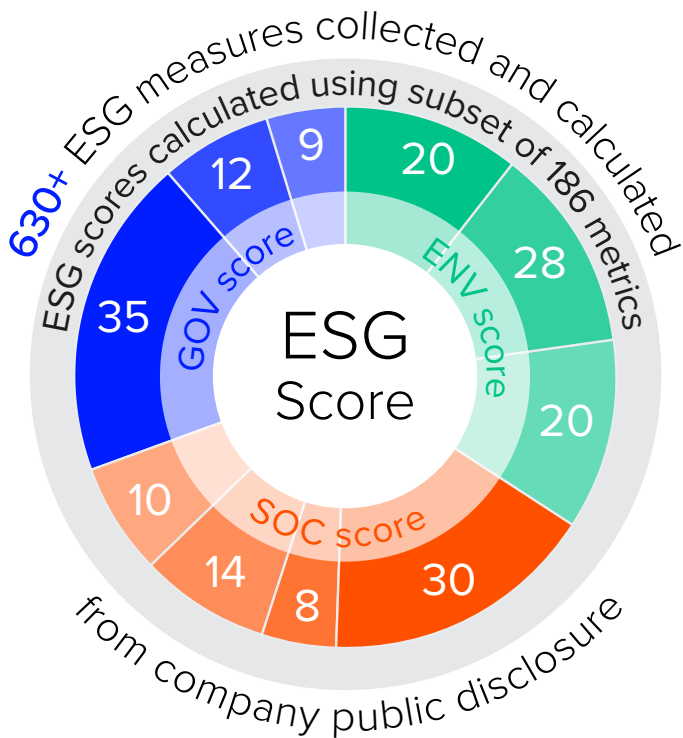 630+ ESG measures collected and calculated
ESG scores calculated using subset of 186 metrics
9
20
12
28
GOV score
ENV score
35
ESG
Score
20
10
SOC score
14
8
30
from company public disclosure